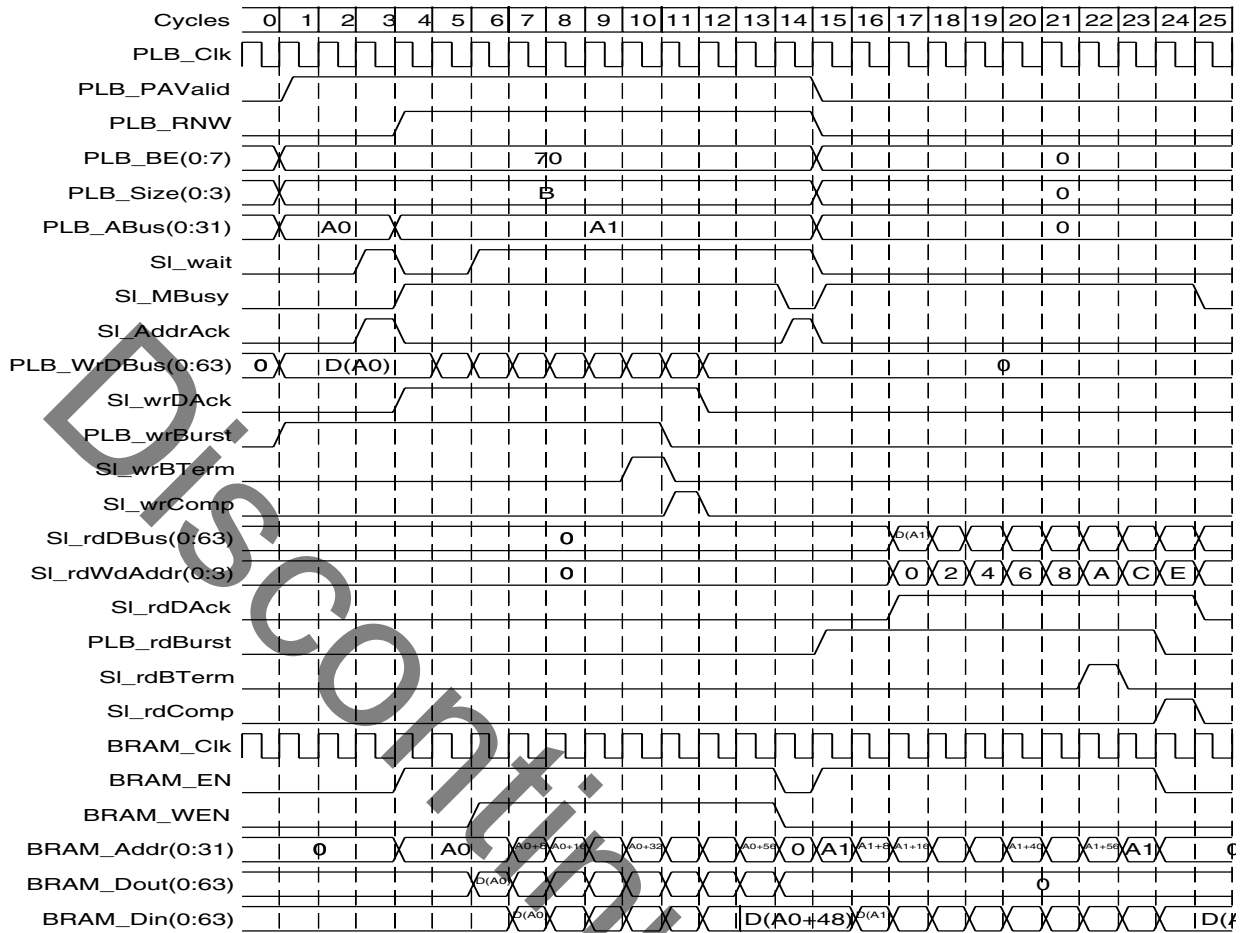 Cycles 0 1 2 3 4 5 6 7 8 9 10 11 12 13 14 15 16 17 18 19 20 21 22 23 24 25
PLB_Clk
PLB_PAValid
PLB_RNW
PLB_BE(0:7) 70 0
PLB_Size(0:3) B 0
PLB_ABus(0:31) A0 A1 0
Sl_wait
Sl_MBusy
Sl_AddrAck
PLB_WrDBus(0:63) 0 D(A0) 0
Sl_wrDAck
PLB_wrBurst
Sl_wrBTerm
Sl_wrComp
Sl_rdDBus(0:63) 0 D(A1)
Sl_rdWdAddr(0:3) 0 0 2 4 6 8 A C E
Sl_rdDAck
PLB_rdBurst
Sl_rdBTerm
Sl_rdComp
BRAM_Clk
BRAM_EN
BRAM_WEN
BRAM_Addr(0:31) 0 A0 A0+8 A0+16 A0+32 A0+56 0 A1 A1+8 A1+16 A1+40 A1+56 A1 0
BRAM_Dout(0:63) D(A0) 0
BRAM_Din(0:63) D(A0) D(A0+48) D(A1) D(A
Discontin